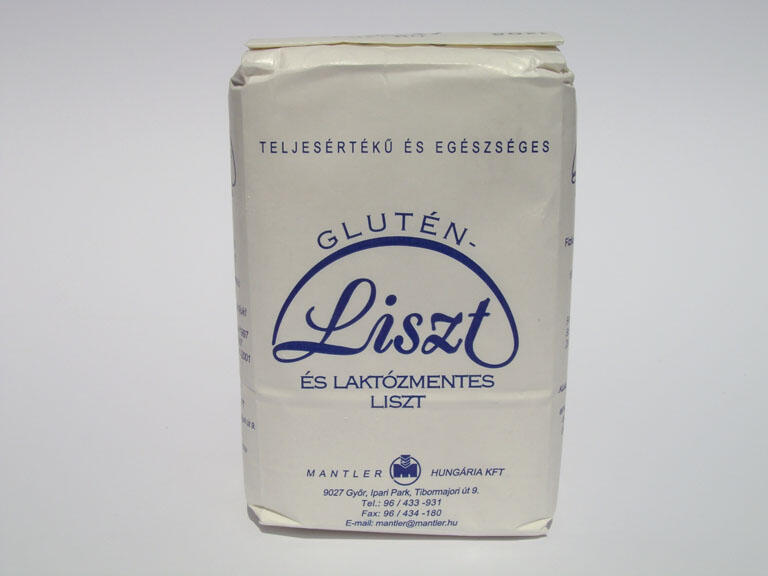 TELJESÉRTÉKŰ ÉS EGÉSZSÉGES
GLUTÉN-
Liszt
ÉS LAKTÓZMENTES
LISZT
MANTLER M HUNGÁRIA KFT
9027 Győr, Ipari Park, Tibormajori út 9.
Tel.: 96 / 433 -931
Fax: 96 / 434 -180
E-mail: mantler@mantler.hu